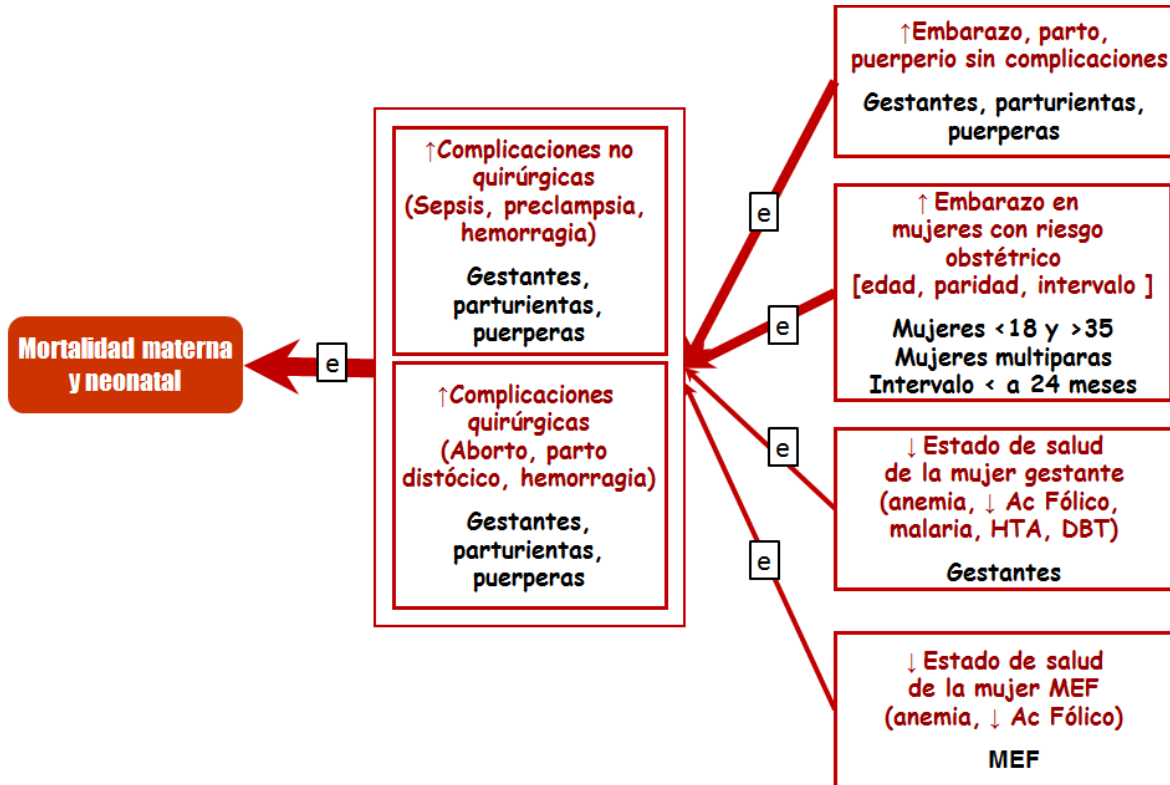 Mortalidad materna
y neonatal
e
↑Complicaciones no
quirúrgicas
(Sepsis, preclampsia,
hemorragia)
Gestantes,
parturientas,
puerperas
↑Complicaciones
quirúrgicas
(Aborto, parto
distócico, hemorragia)
Gestantes,
parturientas,
puerperas
e
e
e
e
↑Embarazo, parto,
puerperio sin complicaciones
Gestantes, parturientas,
puerperas
↑ Embarazo en
mujeres con riesgo
obstétrico
[edad, paridad, intervalo ]
Mujeres <18 y >35
Mujeres multiparas
Intervalo < a 24 meses
↓ Estado de salud
de la mujer gestante
(anemia, ↓ Ac Fólico,
malaria, HTA, DBT)
Gestantes
↓ Estado de salud
de la mujer MEF
(anemia, ↓ Ac Fólico)
MEF